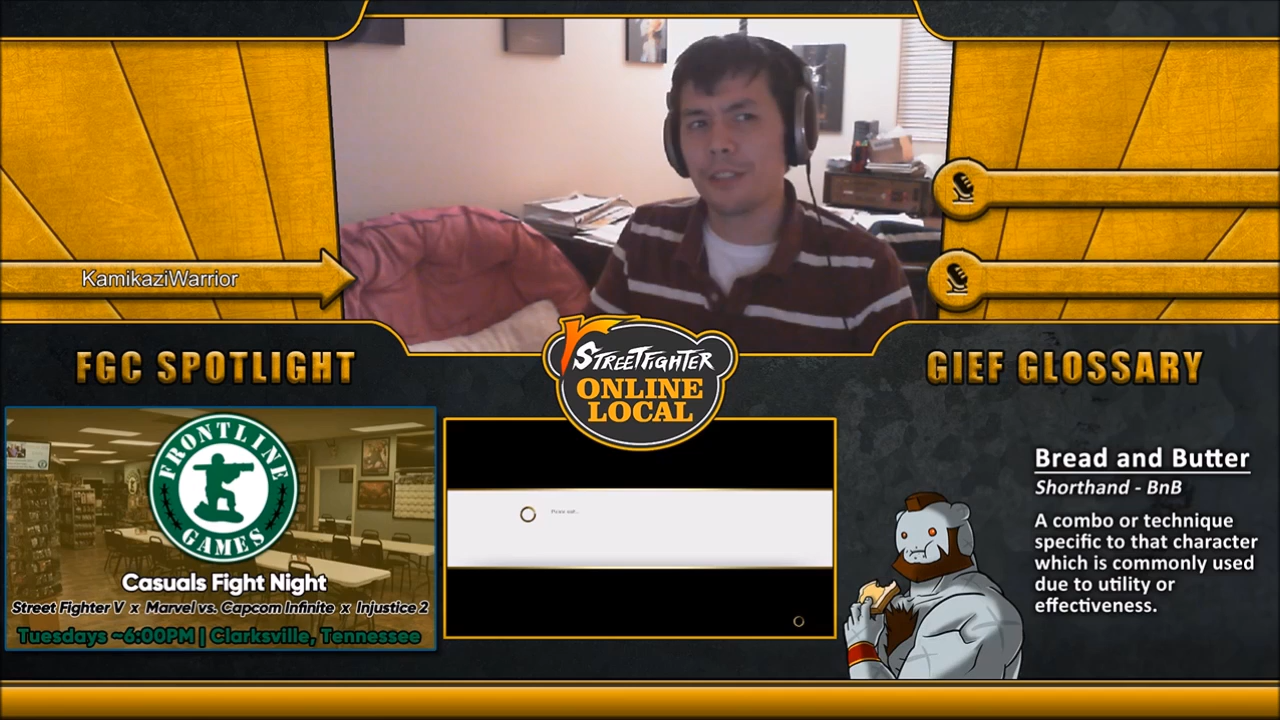 KamikaziWarrior
FGC SPOTLIGHT
STREET FIGHTER
ONLINE
LOCAL
GIEF GLOSSARY
FRONTLINE
GAMES
Casuals Fight Night
Street Fighter V x Marvel vs. Capcom Infinite x Injustice 2
Tuesdays ~6:00PM | Clarksville, Tennessee
Bread and Butter
Shorthand - BnB
A combo or technique
specific to that character
which is commonly used
due to utility or
effectiveness.